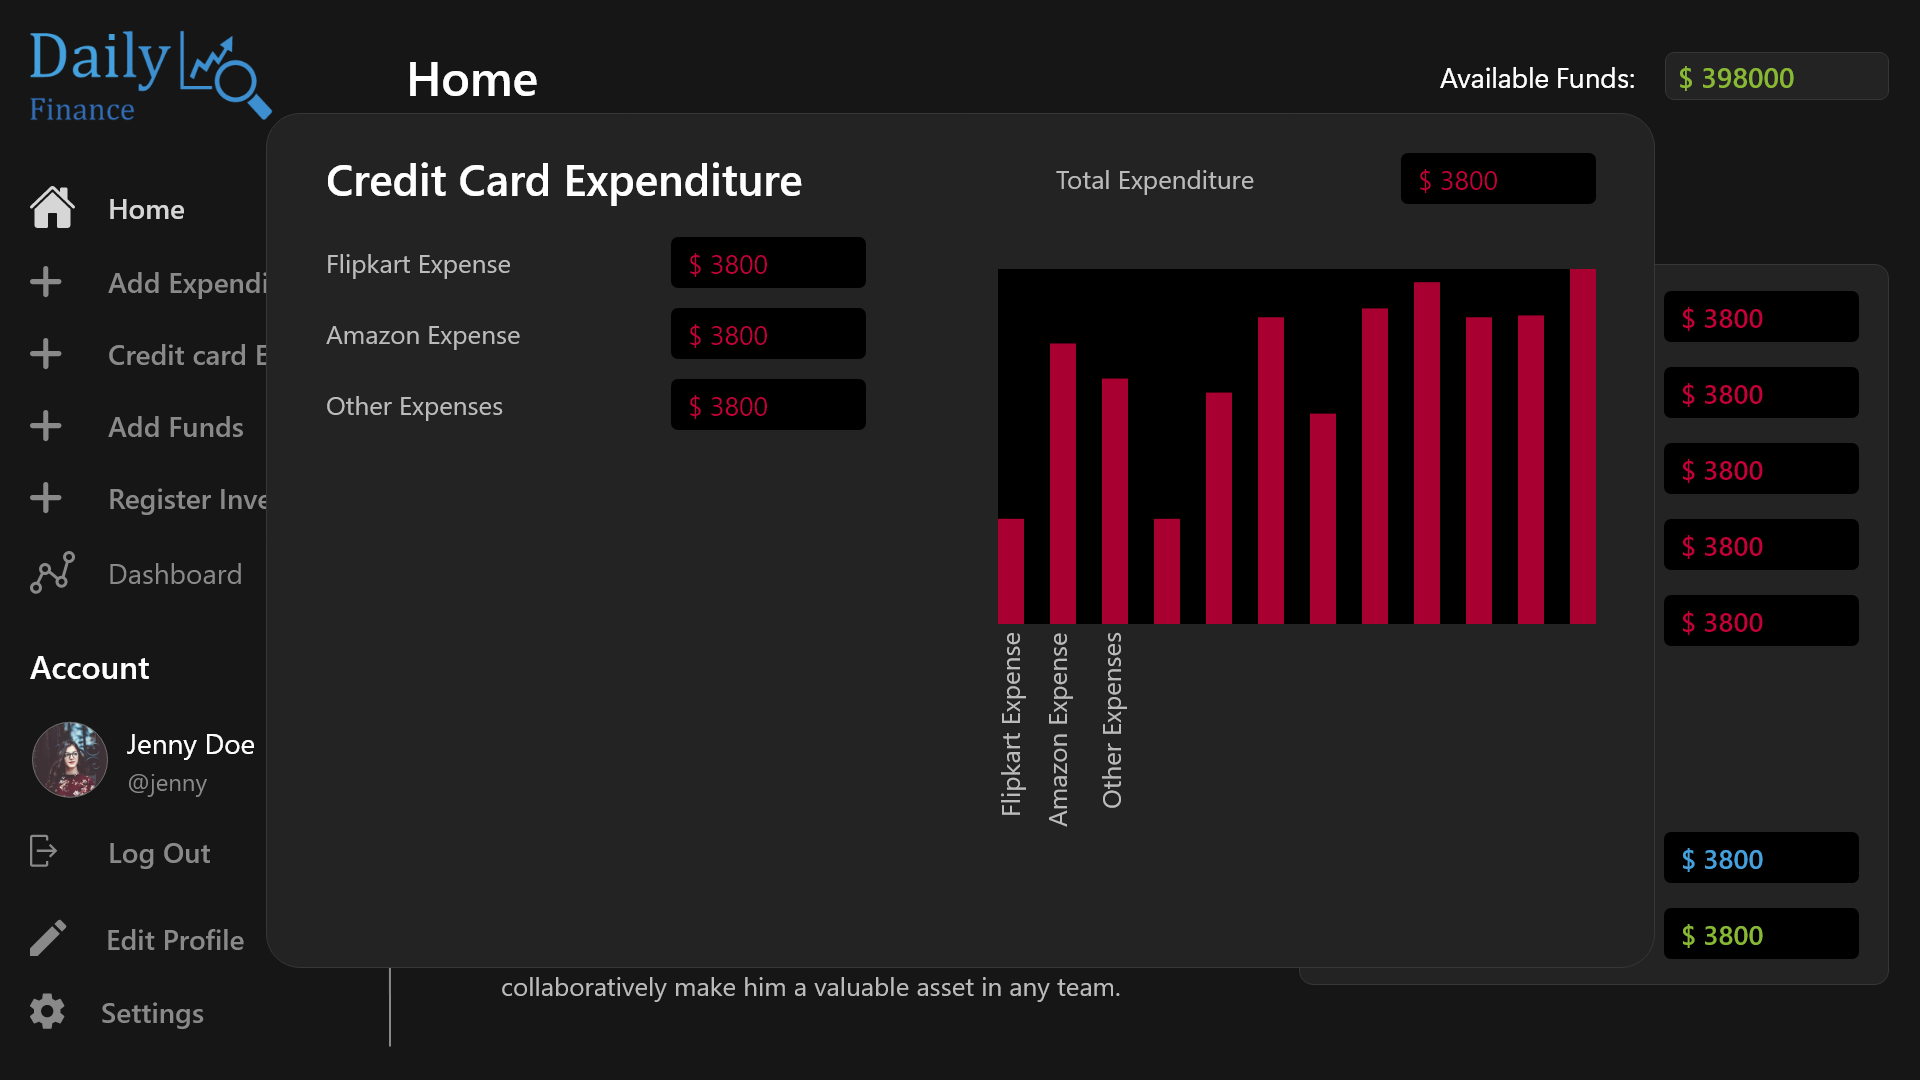 Daily
Finance
Home
Available Funds:
$ 398000
Home
Add Expendi
Credit card E
Add Funds
Register Inve
Dashboard
Account
Jenny Doe
@jenny
Log Out
Edit Profile
Settings
Credit Card Expenditure
Total Expenditure
$ 3800
Flipkart Expense
$ 3800
Amazon Expense
$ 3800
Other Expenses
$ 3800
Flipkart Expense
Amazon Expense
Other Expenses
$ 3800
$ 3800
$ 3800
$ 3800
$ 3800
$ 3800
$ 3800
collaboratively make him a valuable asset in any team.